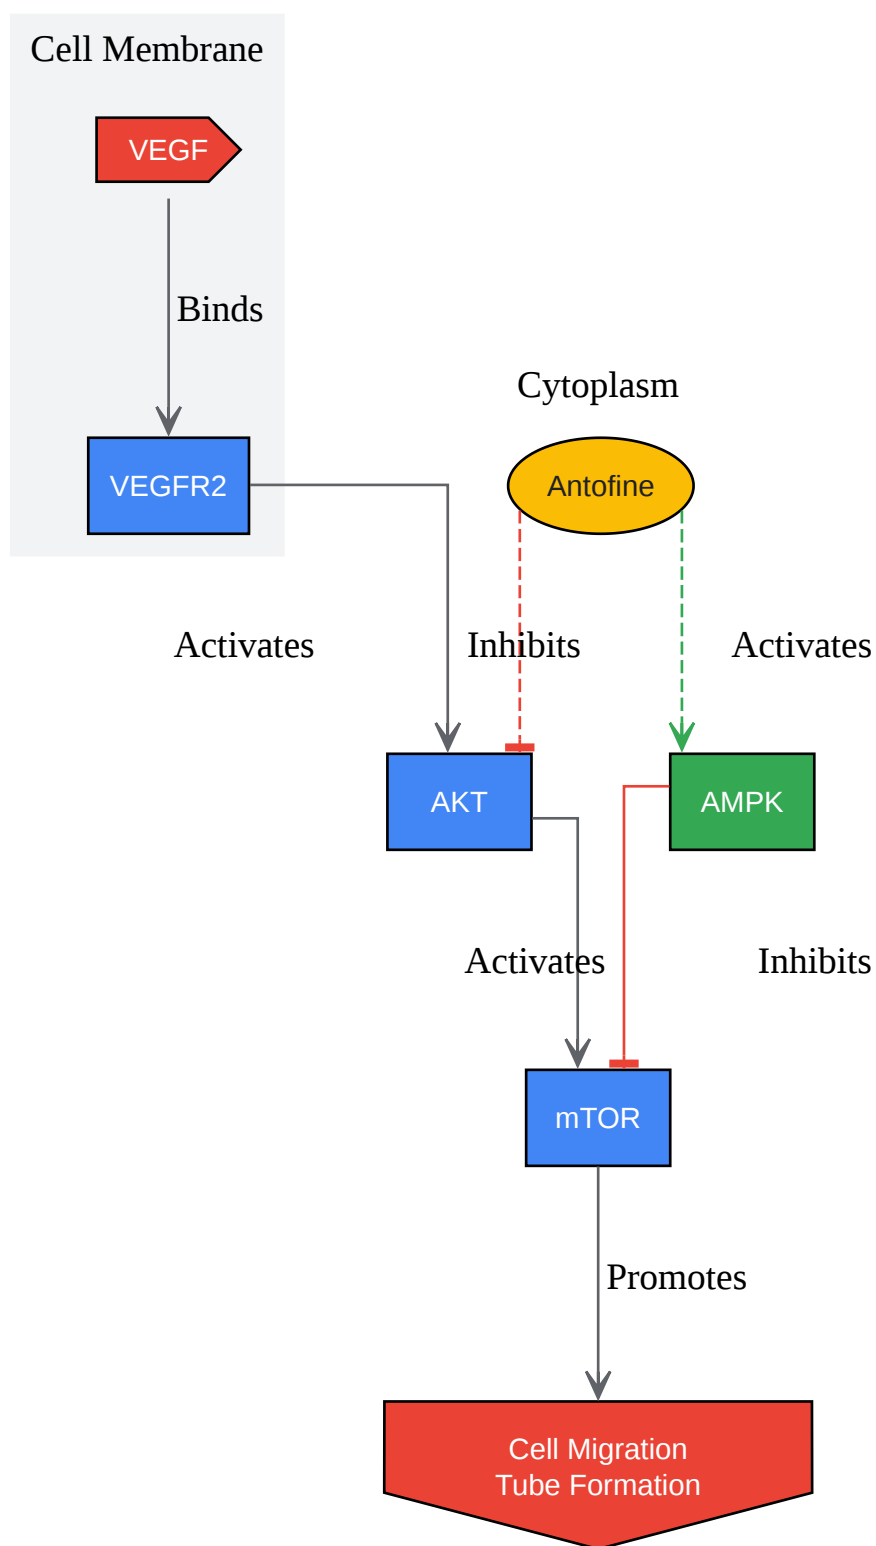 Cell Membrane
VEGF
Binds
Cytoplasm
VEGFR2
Antofine
Activates
Inhibits
Activates
AKT
AMPK
Activates
Inhibits
mTOR
Promotes
Cell Migration
Tube Formation